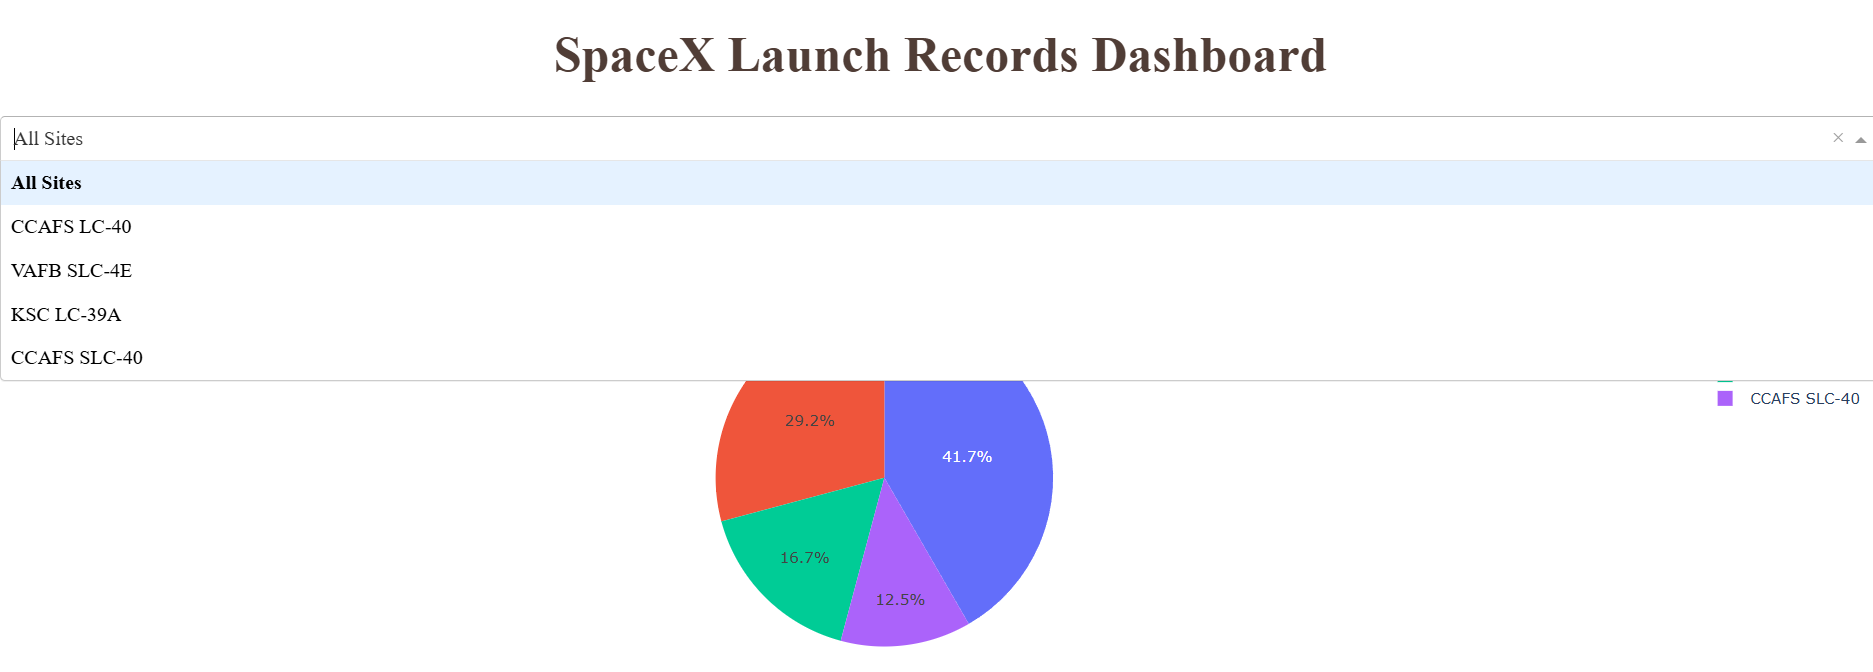 SpaceX Launch Records Dashboard
All Sites
All Sites
CCAFS LC-40
VAFB SLC-4E
KSC LC-39A
CCAFS SLC-40
CCAFS SLC-40
29.2%
41.7%
16.7%
12.5%